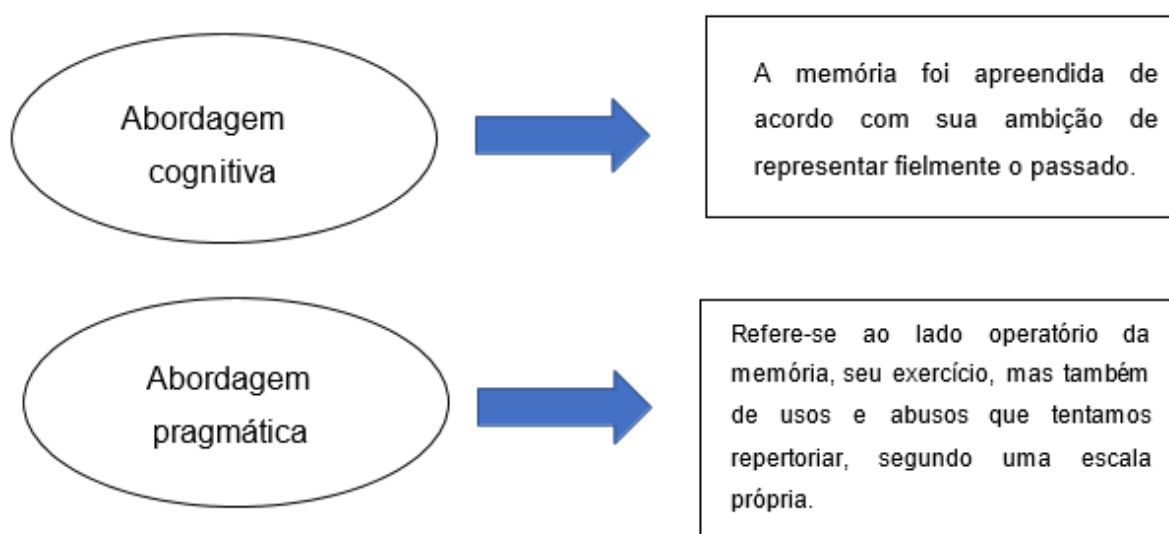 Abordagem
cognitiva
A memória foi apreendida de
acordo com sua ambição de
representar fielmente o passado.
Abordagem
pragmática
Refere-se ao lado operatório da
memória, seu exercício, mas também
de usos e abusos que tentamos
repertoriar, segundo uma escala
própria.